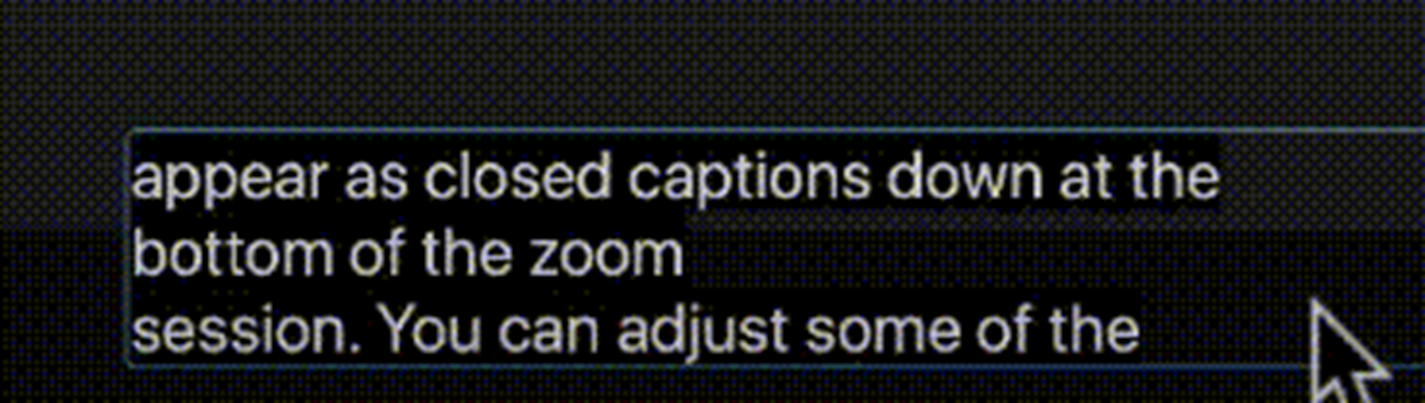 appear as closed captions down at the
bottom of the zoom
session. You can adjust some of the